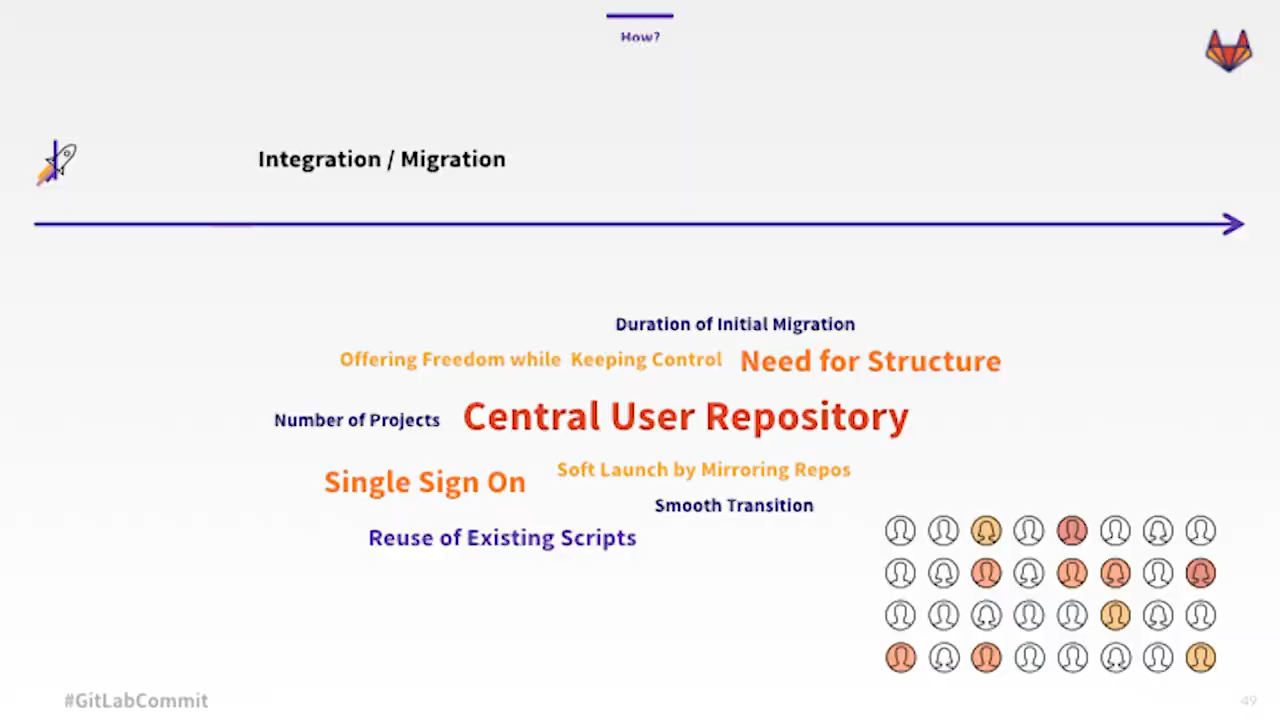 How?
Integration / Migration
Duration of Initial Migration
Offering Freedom while Keeping Control
Need for Structure
Number of Projects
Central User Repository
Single Sign On
Soft Launch by Mirroring Repos
Smooth Transition
Reuse of Existing Scripts
#GitLabCommit
49